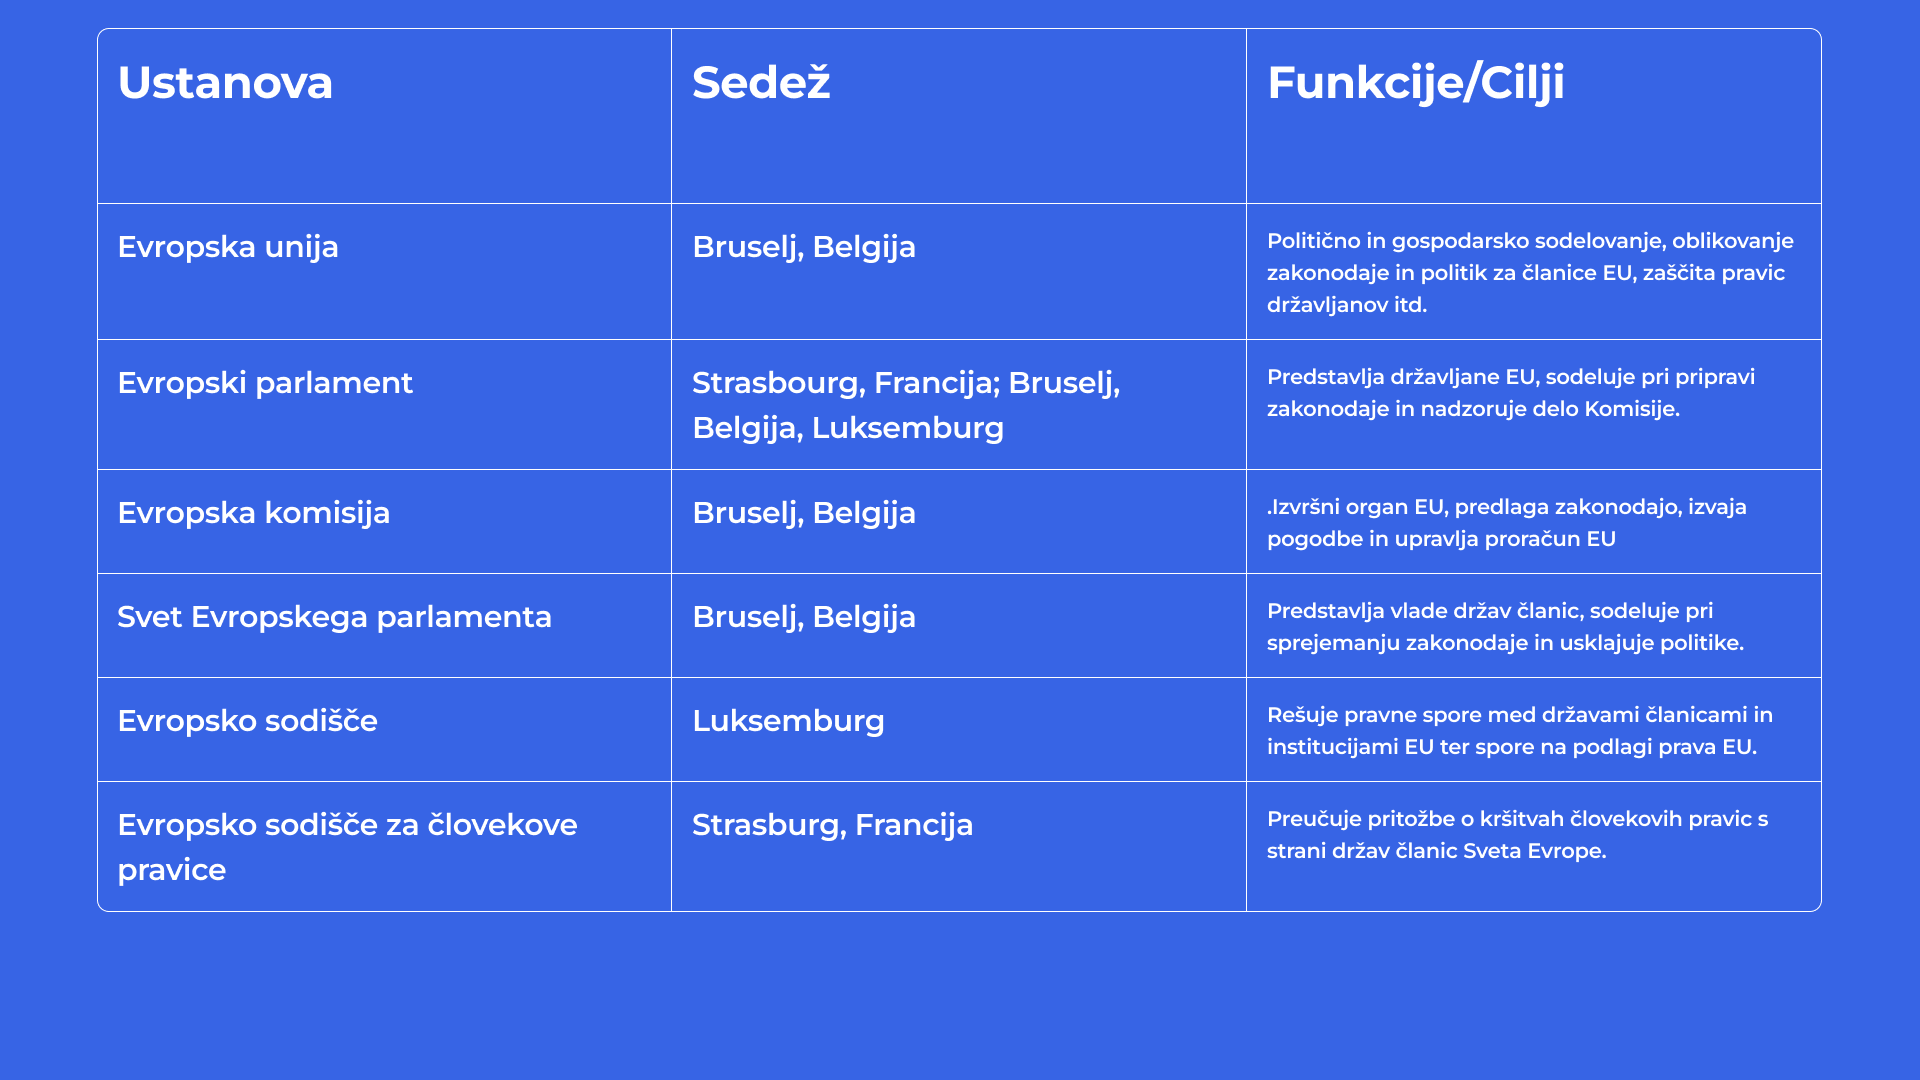 Ustanova
Sedež
Funkcije/Cilji
Evropska unija
Bruselj, Belgija
Politično in gospodarsko sodelovanje, oblikovanje
zakonodaje in politik za članice EU, zaščita pravic
državljanov itd.
Evropski parlament
Strasbourg, Francija; Bruselj,
Belgija, Luksemburg
Predstavlja državljane EU, sodeluje pri pripravi
zakonodaje in nadzoruje delo Komisije.
Evropska komisija
Bruselj, Belgija
.Izvršni organ EU, predlaga zakonodajo, izvaja
pogodbe in upravlja proračun EU
Svet Evropskega parlamenta
Bruselj, Belgija
Predstavlja vlade držav članic, sodeluje pri
sprejemanju zakonodaje in usklajuje politike.
Evropsko sodišče
Luksemburg
Rešuje pravne spore med državami članicami in
institucijami EU ter spore na podlagi prava EU.
Evropsko sodišče za človekove
pravice
Strasburg, Francija
Preučuje pritožbe o kršitvah človekovih pravic s
strani držav članic Sveta Evrope.